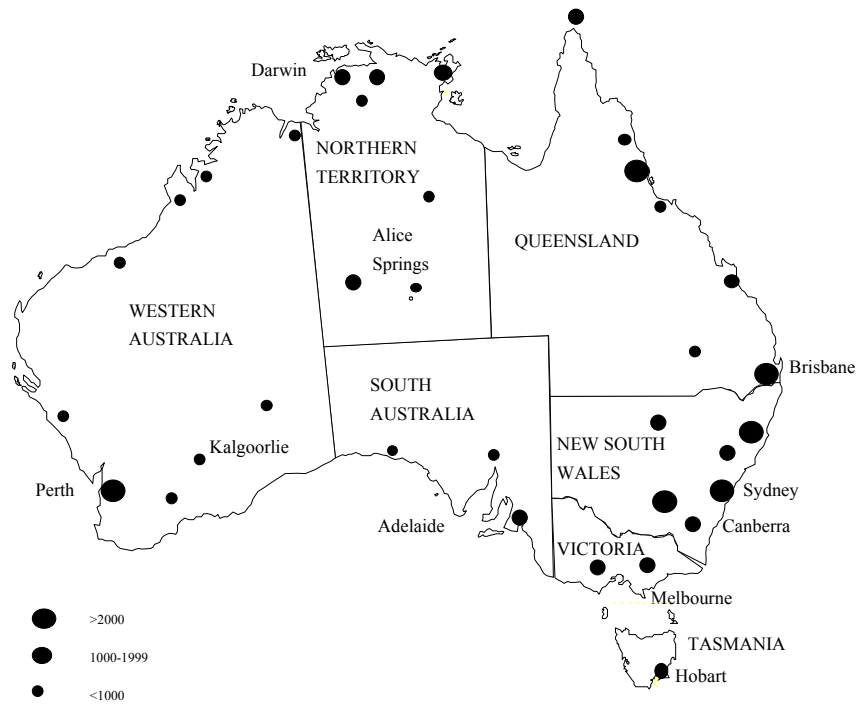 Darwin
NORTHERN
TERRITORY
Alice
Springs
QUEENSLAND
WESTERN
AUSTRALIA
Brisbane
SOUTH
AUSTRALIA
Kalgoorlie
NEW SOUTH
WALES
Perth
Sydney
Adelaide
Canberra
VICTORIA
Melbourne
>2000
TASMANIA
1000-1999
Hobart
<1000